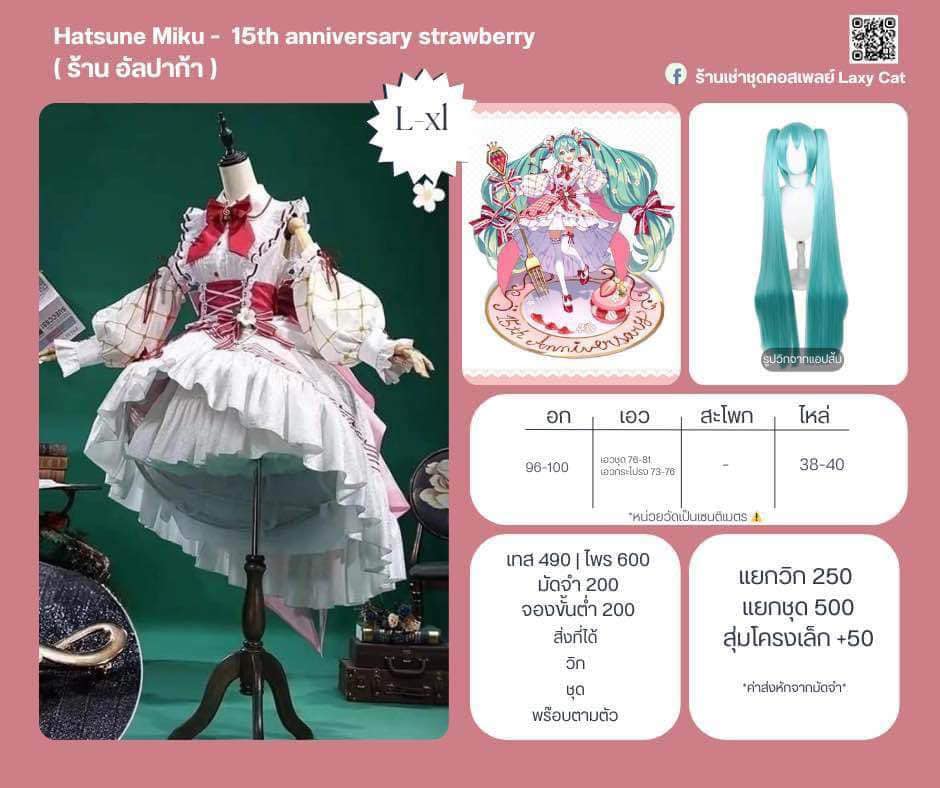 Hatsune Miku - 15th anniversary strawberry
( ร้าน อัลปาก้า )
ร้านเช่าชุดคอสเพลย์ Laxy Cat
L-xl
15th Anniversary
รูปวิกจากแอปส้ม
อก เอว สะโพก ไหล่
96-100 เอวชุด 76-81 - 38-40
เอวกระโปรง 73-76
*หน่วยวัดเป็นเซนติเมตร ⚠️
เทส 490 | ไพร 600
มัดจำ 200
จองขั้นต่ำ 200
สิ่งที่ได้
วิก
ชุด
พร๊อบตามตัว
แยกวิก 250
แยกชุด 500
สุ่มโครงเล็ก +50
*ค่าส่งหักจากมัดจำ*